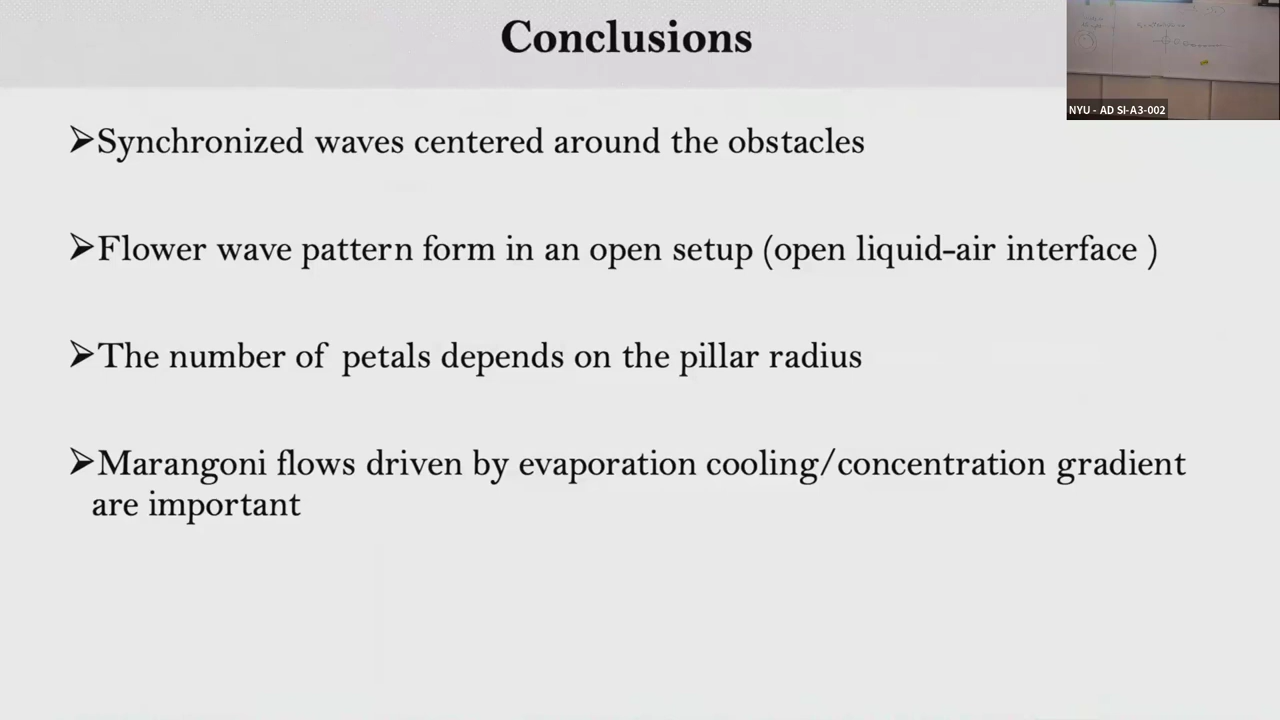 Conclusions
NYU - AD SI-A3-002
➢Synchronized waves centered around the obstacles
➢Flower wave pattern form in an open setup (open liquid-air interface )
➢The number of petals depends on the pillar radius
➢Marangoni flows driven by evaporation cooling/concentration gradient
are important